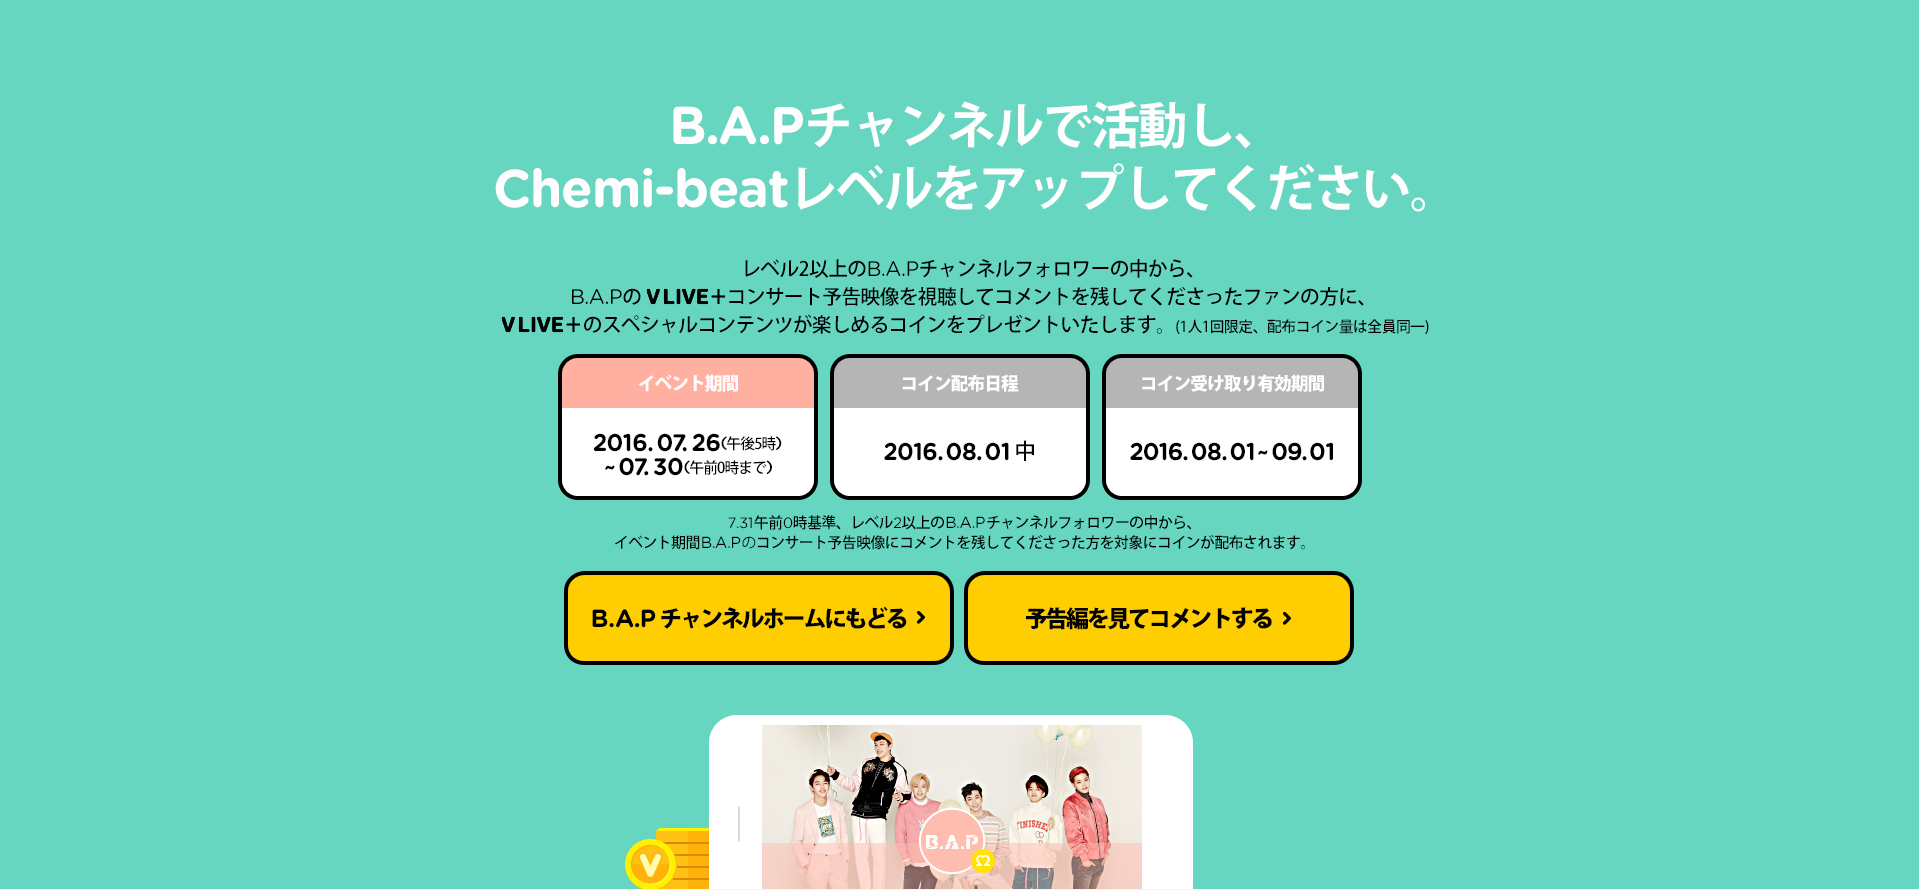 B.A.Pチャンネルで活動し、
Chemi-beatレベルをアップしてください。
レベル2以上のB.A.Pチャンネルフォロワーの中から、
B.A.Pの V LIVE+コンサート予告映像を視聴してコメントを残してくださったファンの方に、
V LIVE+のスペシャルコンテンツが楽しめるコインをプレゼントいたします。(1人1回限定、配布コイン量は全員同一)
イベント期間
2016. 07. 26(午後5時)
~ 07. 30(午前0時まで)
コイン配布日程
2016. 08. 01 中
コイン受け取り有効期間
2016. 08. 01 ~ 09. 01
7.31午前0時基準、レベル2以上のB.A.Pチャンネルフォロワーの中から、
イベント期間B.A.Pのコンサート予告映像にコメントを残してくださった方を対象にコインが配布されます。
B.A.P チャンネルホームにもどる >
予告編を見てコメントする >
FINISHED
B.A.P
V